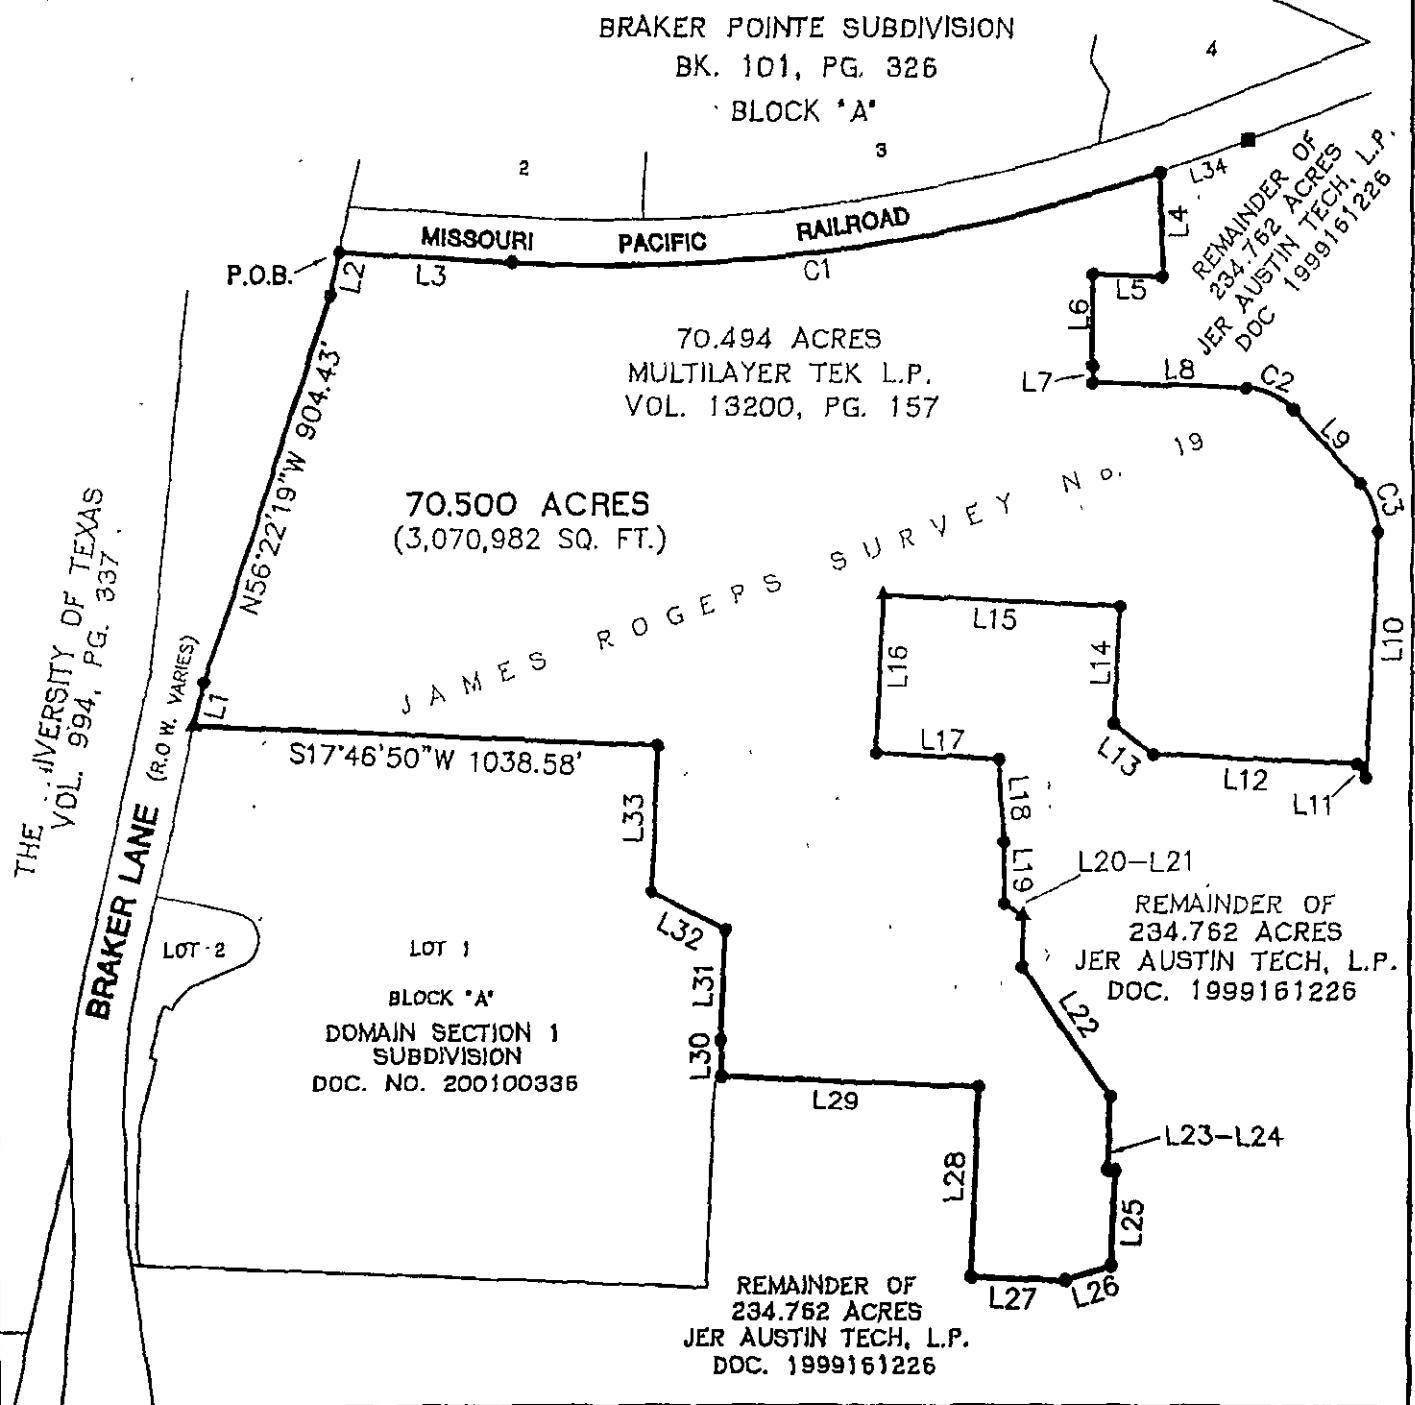 BRAKER POINTE SUBDIVISION
BK. 101, PG. 326
BLOCK "A"
4
3
2
MISSOURI PACIFIC RAILROAD
P.O.B.
L2
L3
C1
L34
L4
L5
L6
L7
L8
C2
L9
C3
L10
REMAINDER OF
234.762 ACRES
JER AUSTIN TECH, L.P.
DOC 1999161226
70.494 ACRES
MULTILAYER TEK L.P.
VOL. 13200, PG. 157
N56°22'19"W 904.43'
70.500 ACRES
(3,070,982 SQ. FT.)
JAMES ROGEPS SURVEY No. 19
THE IVERSITY OF TEXAS
VOL. 994, PG. 337
BRAKER LANE (R.O.W. VARIES)
L1
S17°46'50"W 1038.58'
L15
L14
L16
L17
L13
L12
L11
L18
L19
L20-L21
L33
L32
L31
L30
L22
REMAINDER OF
234.762 ACRES
JER AUSTIN TECH, L.P.
DOC. 1999161226
LOT 2
LOT 1
BLOCK "A"
DOMAIN SECTION 1
SUBDIVISION
DOC. NO. 200100336
L29
L23-L24
L28
L25
L27
L26
REMAINDER OF
234.762 ACRES
JER AUSTIN TECH, L.P.
DOC. 1999161226